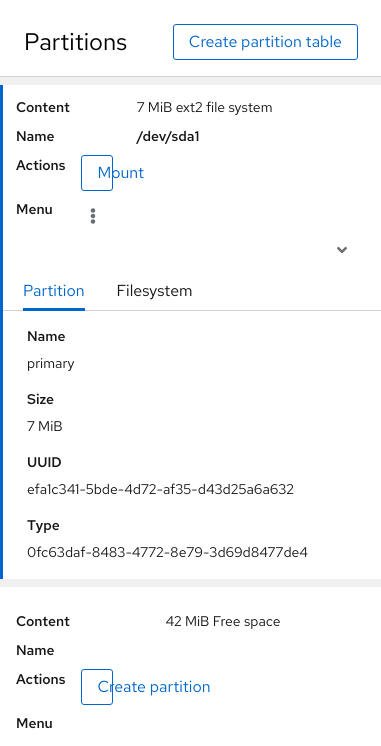 Partitions
Create partition table
Content 7 MiB ext2 file system
Name /dev/sda1
Actions Mount
Menu
Partition Filesystem
Name
primary
Size
7 MiB
UUID
efa1c341-5bde-4d72-af35-d43d25a6a632
Type
0fc63daf-8483-4772-8e79-3d69d8477de4
Content 42 MiB Free space
Name
Actions Create partition
Menu